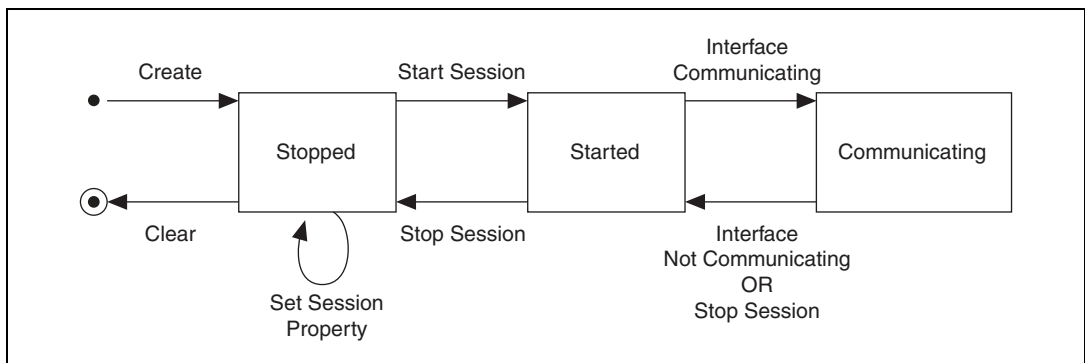 Create
Start Session
Interface
Communicating
Stopped
Started
Communicating
Clear
Stop Session
Interface
Not Communicating
OR
Stop Session
Set Session
Property